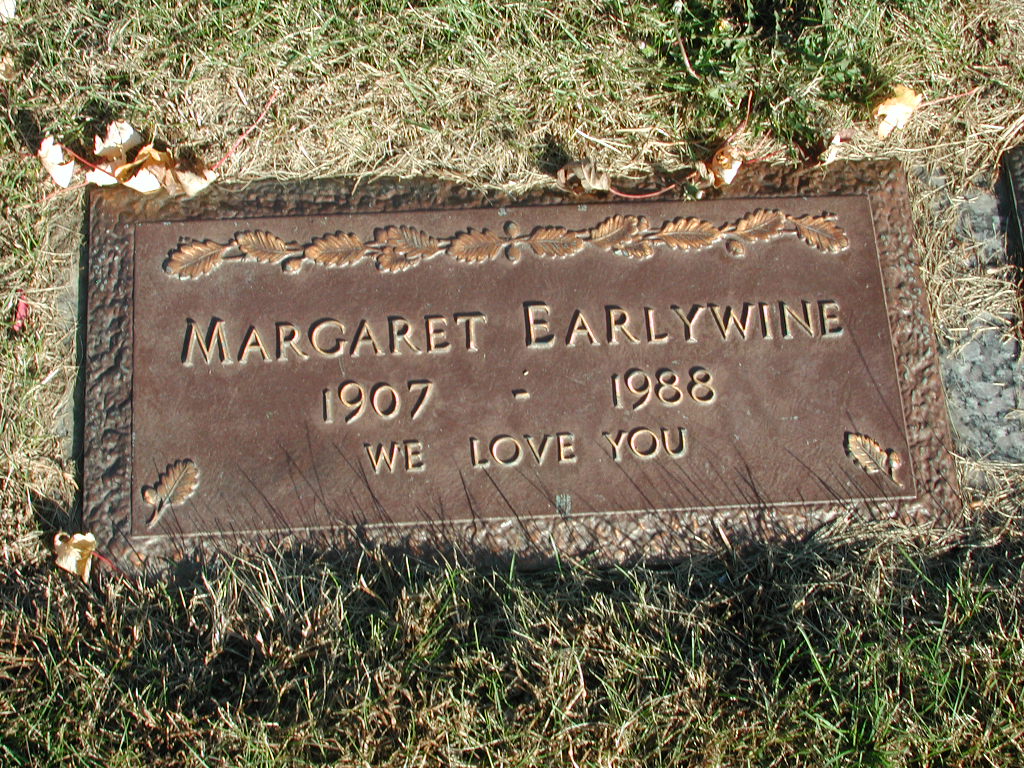 MARGARET EARLYWINE
1907 - 1988
WE LOVE YOU